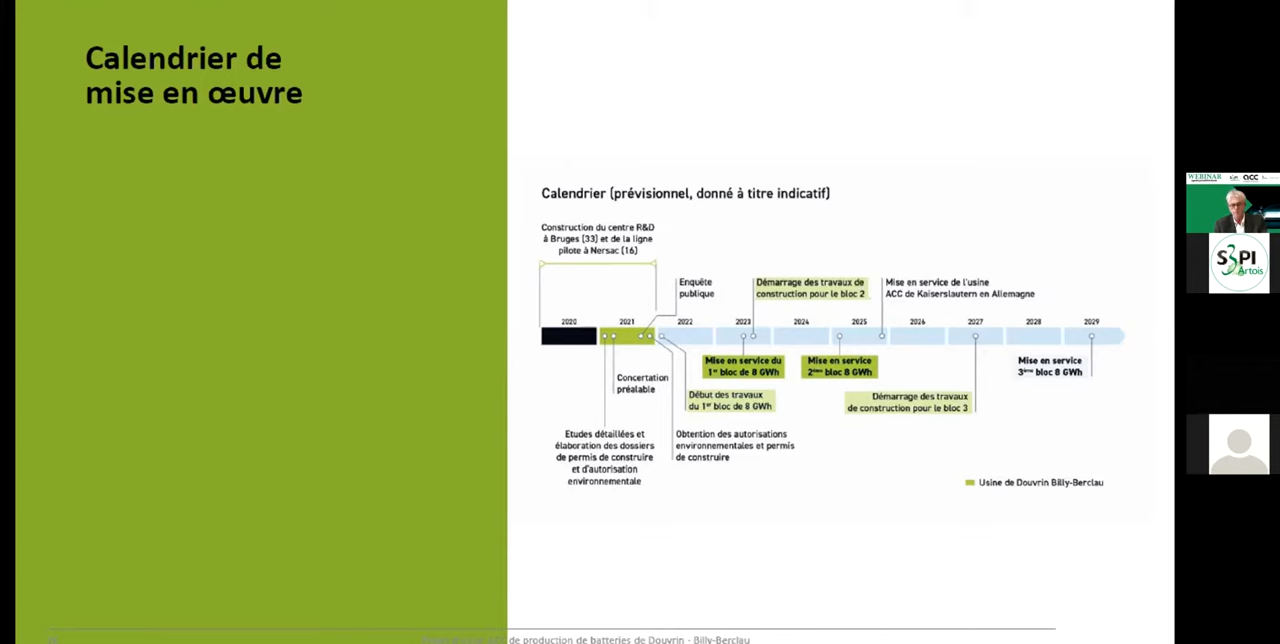 Calendrier de
mise en œuvre
Calendrier (prévisionnel, donné à titre indicatif)
Construction du centre R&D
à Bruges (33) et de la ligne
pilote à Nersac (16)
Enquête
publique
Démarrage des travaux de
construction pour le bloc 2
Mise en service de l'usine
ACC de Kaiserslautern en Allemagne
2020 2021 2022 2023 2024 2025 2026 2027 2028 2029
Mise en service du
1er bloc de 8 GWh
Mise en service
2ème bloc 8 GWh
Mise en service
3ème bloc 8 GWh
Concertation
préalable
Début des travaux
du 1er bloc de 8 GWh
Démarrage des travaux
de construction pour le bloc 3
Etudes détaillées et
élaboration des dossiers
de permis de construire
et d'autorisation
environnementale
Obtention des autorisations
environnementales et permis
de construire
Usine de Douvrin Billy-Berclau
de production de batteries de Douvrin - Billy-Berclau
WEBINAR
acc
S3PI
Artois